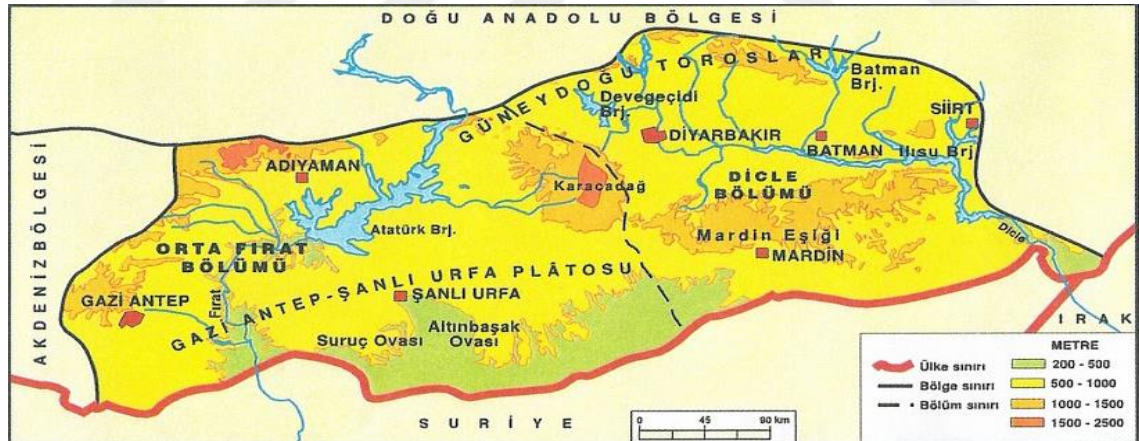 DOĞU ANADOLU BÖLGESİ
AKDENİZ BÖLGESİ
GÜNEYDOĞU TOROSLAR
Batman
Brj.
Devegeçidi
Brj.
SİİRT
DİYARBAKIR
BATMAN
Ilısu Brj
ADIYAMAN
Karacadağ
DİCLE
BÖLÜMÜ
Atatürk Brj.
ORTA FIRAT
BÖLÜMÜ
Mardin Eşiği
MARDİN
Dicle
GAZİ ANTEP
Fırat
GAZİ ANTEP-ŞANLI URFA PLÂTOSU
ŞANLI URFA
Suruç Ovası
Altınbaşak
Ovası
IRAK
SURİYE
0 45 90 km
METRE
Ülke sınırı
200 - 500
Bölge sınırı
500 - 1000
Bölüm sınırı
1000 - 1500
1500 - 2500